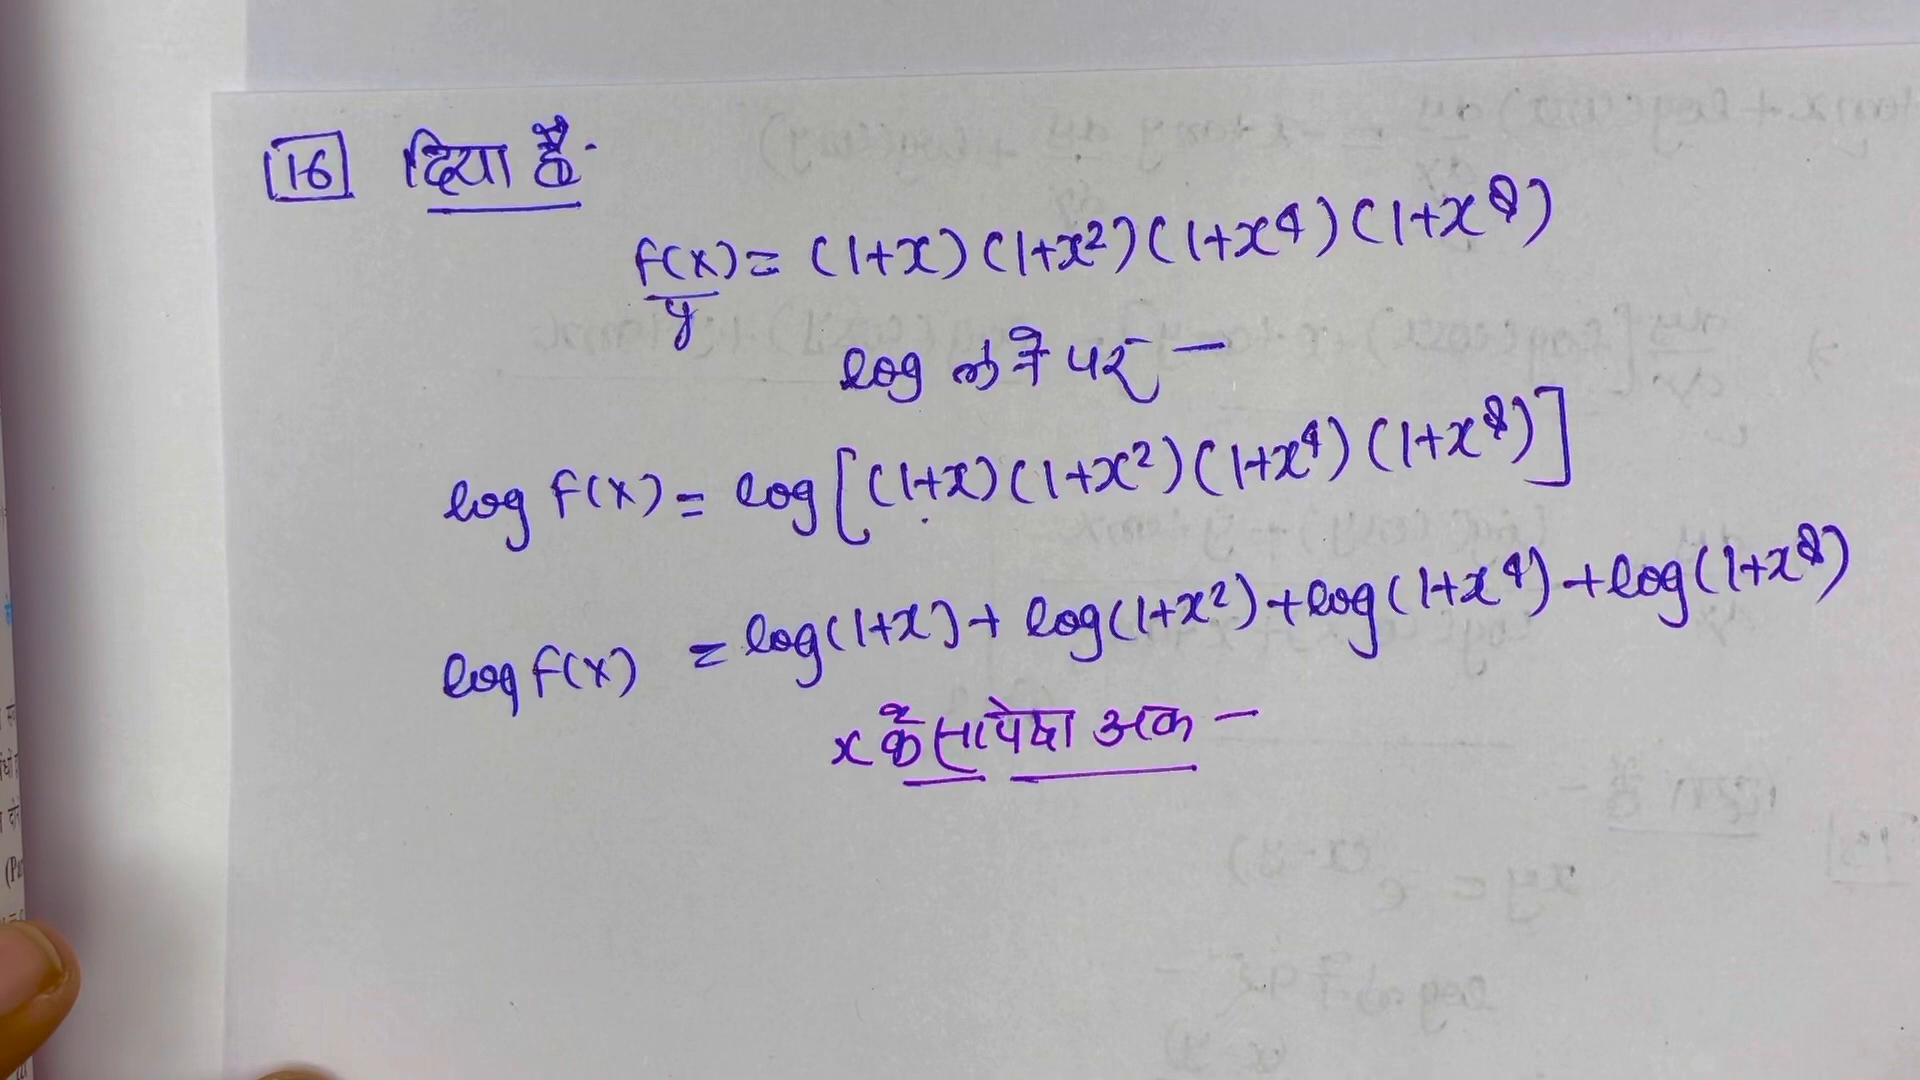 16 दिया है-
f(x) = (1+x)(1+x²)(1+x⁴)(1+x⁸)
y
log लेने पर —
log f(x) = log[(1+x)(1+x²)(1+x⁴)(1+x⁸)]
log f(x) = log(1+x) + log(1+x²) + log(1+x⁴) + log(1+x⁸)
x के सापेक्ष अक —